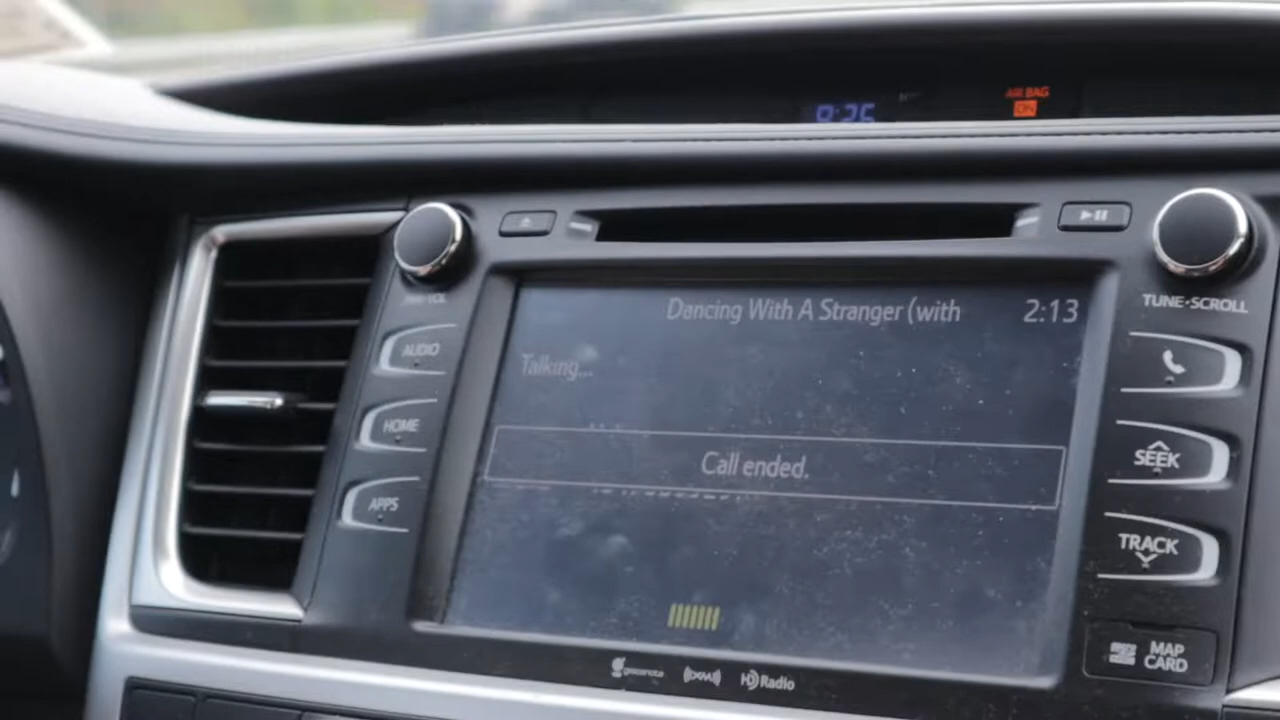 8:25
AIR BAG
ON
TUNE•SCROLL
Dancing With A Stranger (with
2:13
AUDIO
Talking...
HOME
SEEK
Call ended.
APPS
TRACK
MAP
CARD
HD Radio